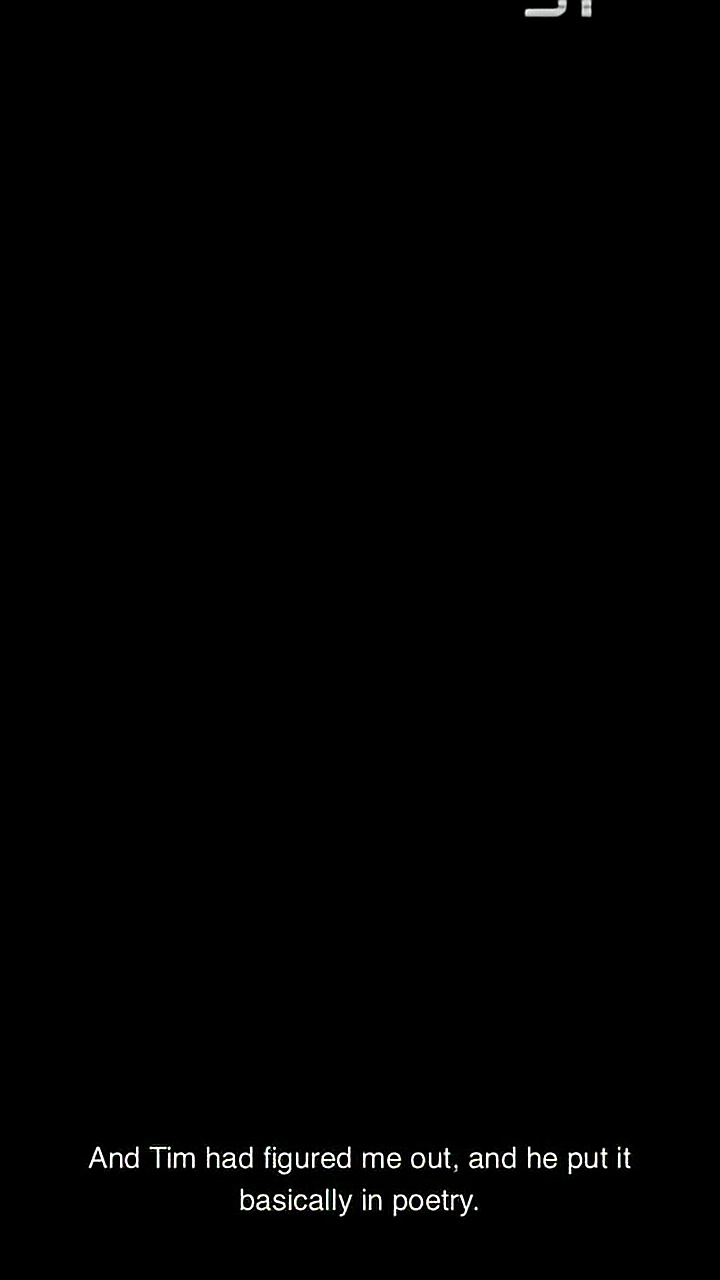 And Tim had figured me out, and he put it
basically in poetry.